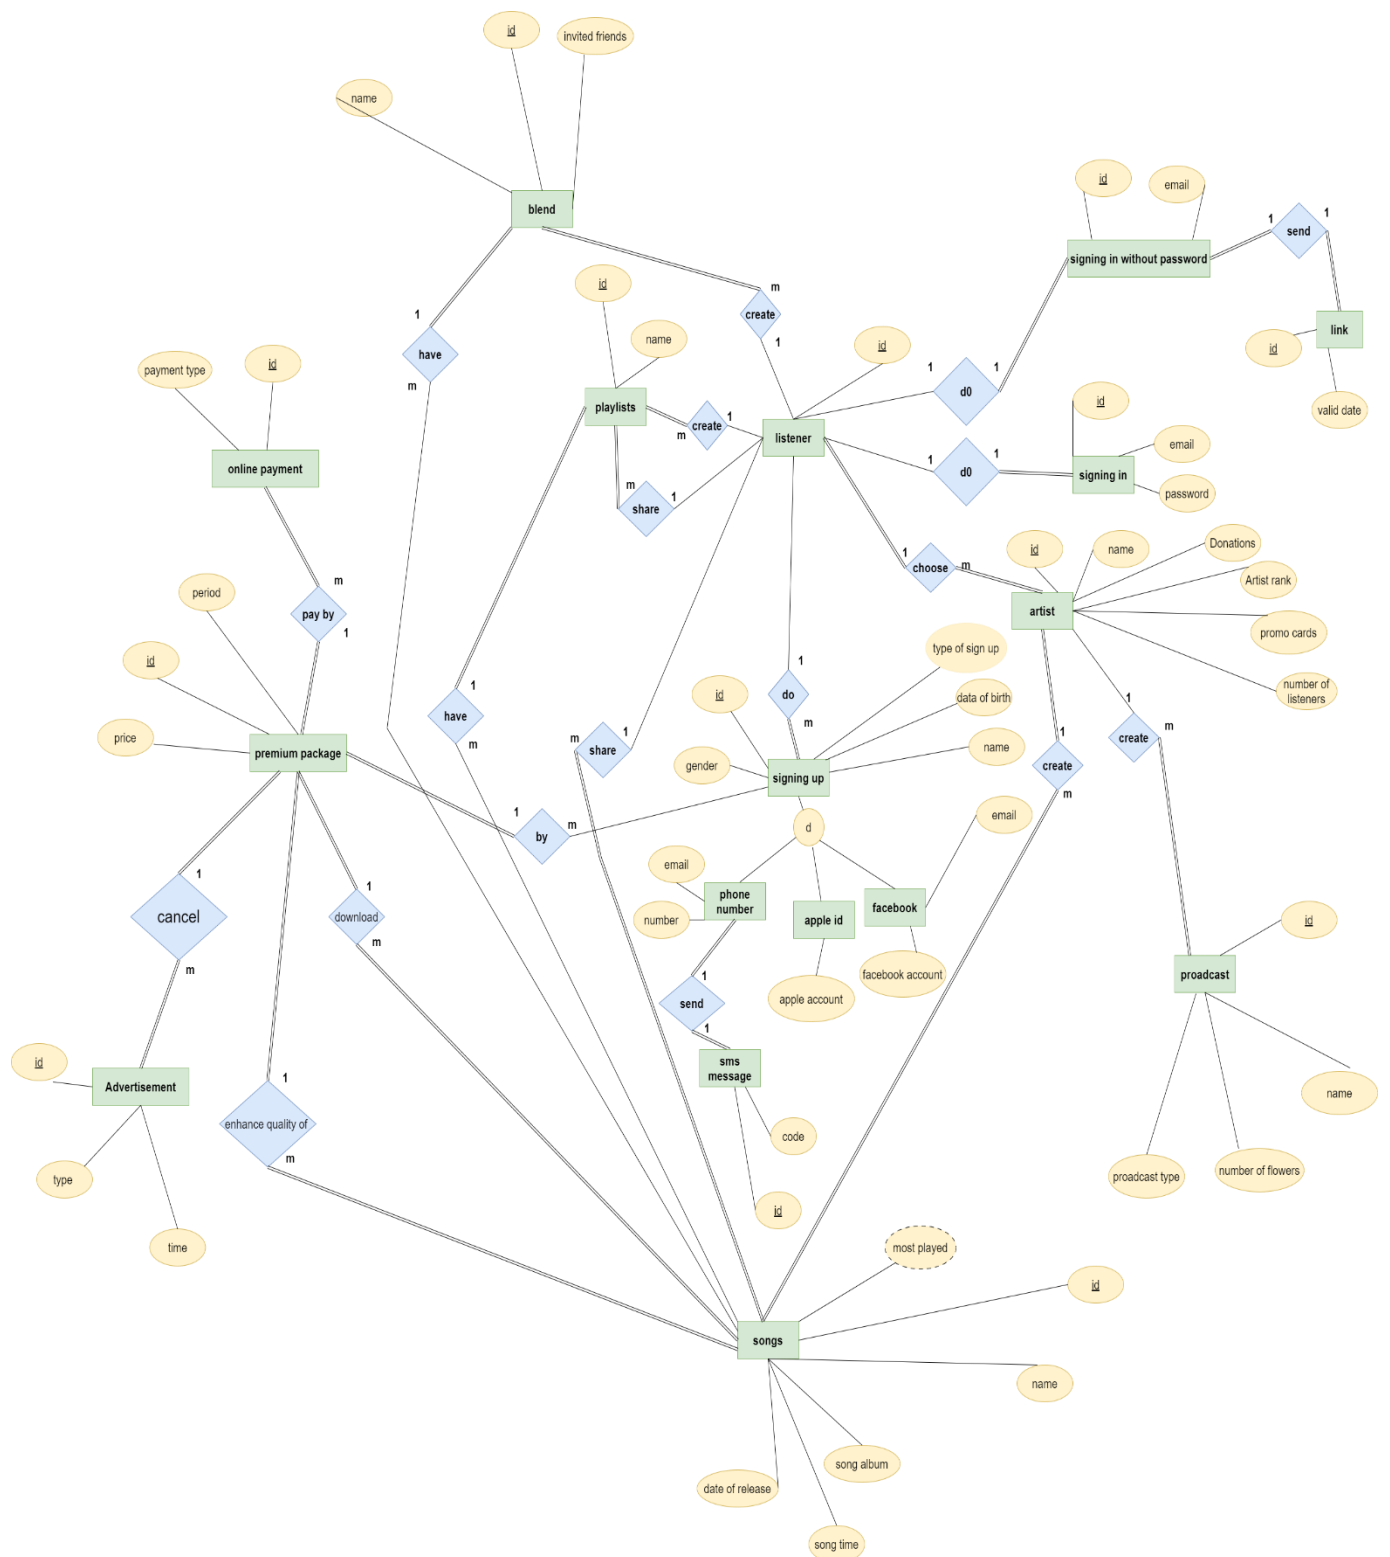 id
invited friends
name
blend
id
email
1
send
1
signing in without password
id
m
1
create
have
1
m
name
id
1
1
d0
link
id
payment type
id
playlists
m
create
1
listener
valid date
online payment
m
share
1
1
d0
1
id
email
signing in
password
m
pay by
1
period
1
choose
m
id
name
Donations
Artist rank
artist
promo cards
number of
listeners
id
price
premium package
1
have
m
1
do
m
type of sign up
id
data of birth
name
gender
signing up
m
share
1
1
create
m
1
create
m
1
by
m
d
email
email
phone
number
number
apple id
facebook
1
cancel
m
1
download
m
facebook account
apple account
1
send
1
id
proadcast
sms
message
code
id
id
Advertisement
type
time
1
enhance quality of
m
name
proadcast type
number of flowers
most played
id
songs
name
song album
date of release
song time